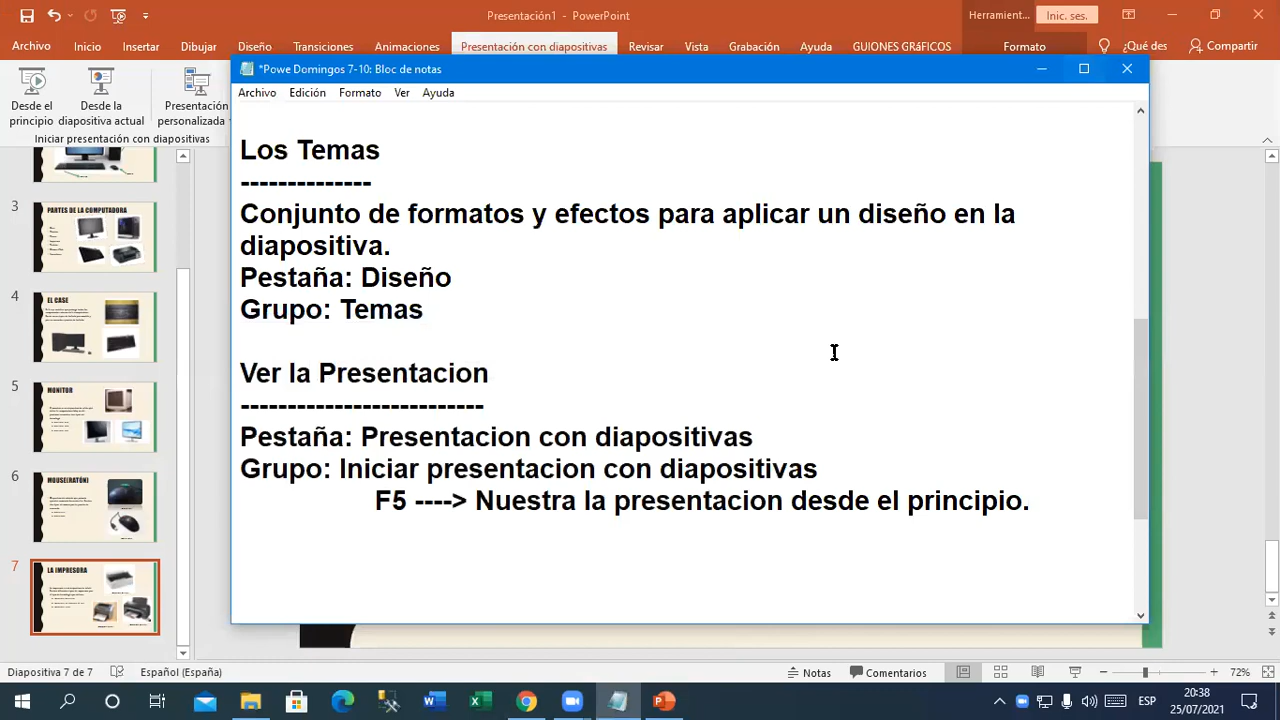 Presentación1 - PowerPoint
Herramient...
Inic. ses.
Archivo
Inicio
Insertar
Dibujar
Diseño
Transiciones
Animaciones
Presentación con diapositivas
Revisar
Vista
Grabación
Ayuda
GUIONES GRáFICOS
Formato
¿Qué des
Compartir
Desde el principio
Desde la diapositiva actual
Presentación personalizada
Iniciar presentación con diapositivas
*Powe Domingos 7-10: Bloc de notas
Archivo Edición Formato Ver Ayuda
Los Temas
--------------
Conjunto de formatos y efectos para aplicar un diseño en la
diapositiva.
Pestaña: Diseño
Grupo: Temas
Ver la Presentacion
--------------------------
Pestaña: Presentacion con diapositivas
Grupo: Iniciar presentacion con diapositivas
F5 ----> Nuestra la presentacion desde el principio.
3
PARTES DE LA COMPUTADORA
4
EL CASE
5
MONITOR
6
MOUSE(RATÓN)
7
LA IMPRESORA
Diapositiva 7 de 7
Español (España)
Notas
Comentarios
72%
ESP
20:38
25/07/2021